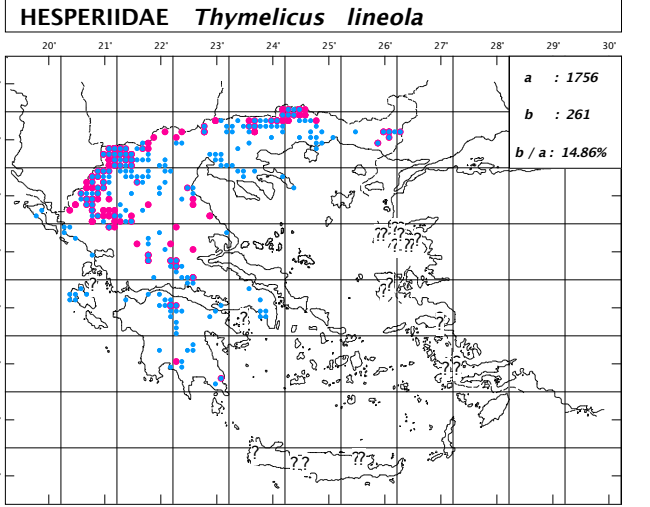 HESPERIIDAE Thymelicus lineola
20° 21° 22° 23° 24° 25° 26° 27° 28° 29° 30°
a : 1756
b : 261
b / a : 14.86%
?? ??
? ? ?
?
??
?
?
? ?
?
? ?
??